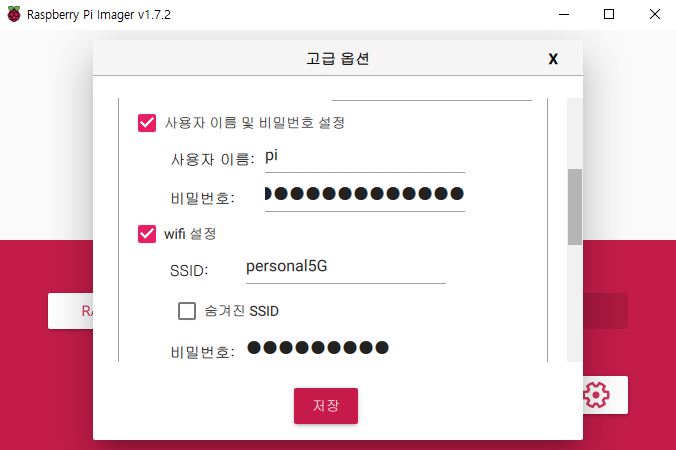 Raspberry Pi Imager v1.7.2
고급 옵션
X
사용자 이름 및 비밀번호 설정
사용자 이름: pi
비밀번호: ●●●●●●●●●●●●●
wifi 설정
SSID: personal5G
숨겨진 SSID
비밀번호: ●●●●●●●●●
저장